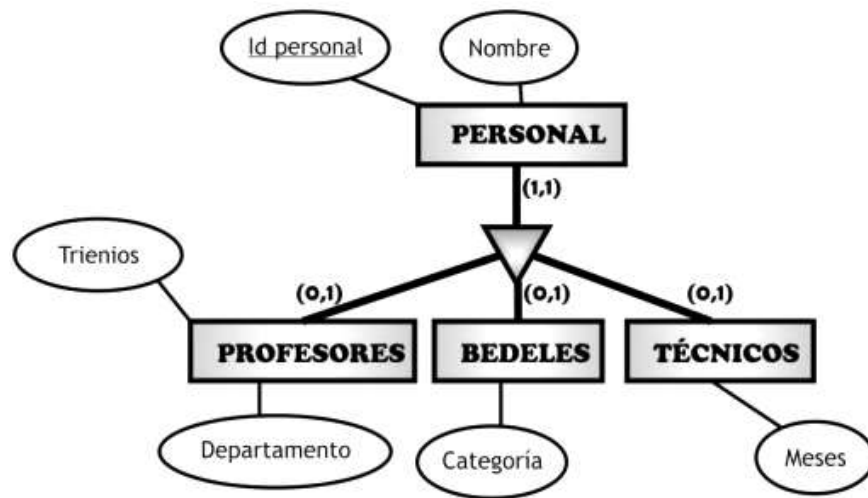 Id personal
Nombre
PERSONAL
(1,1)
Trienios
(0,1)
(0,1)
(0,1)
PROFESORES
BEDELES
TÉCNICOS
Departamento
Categoría
Meses